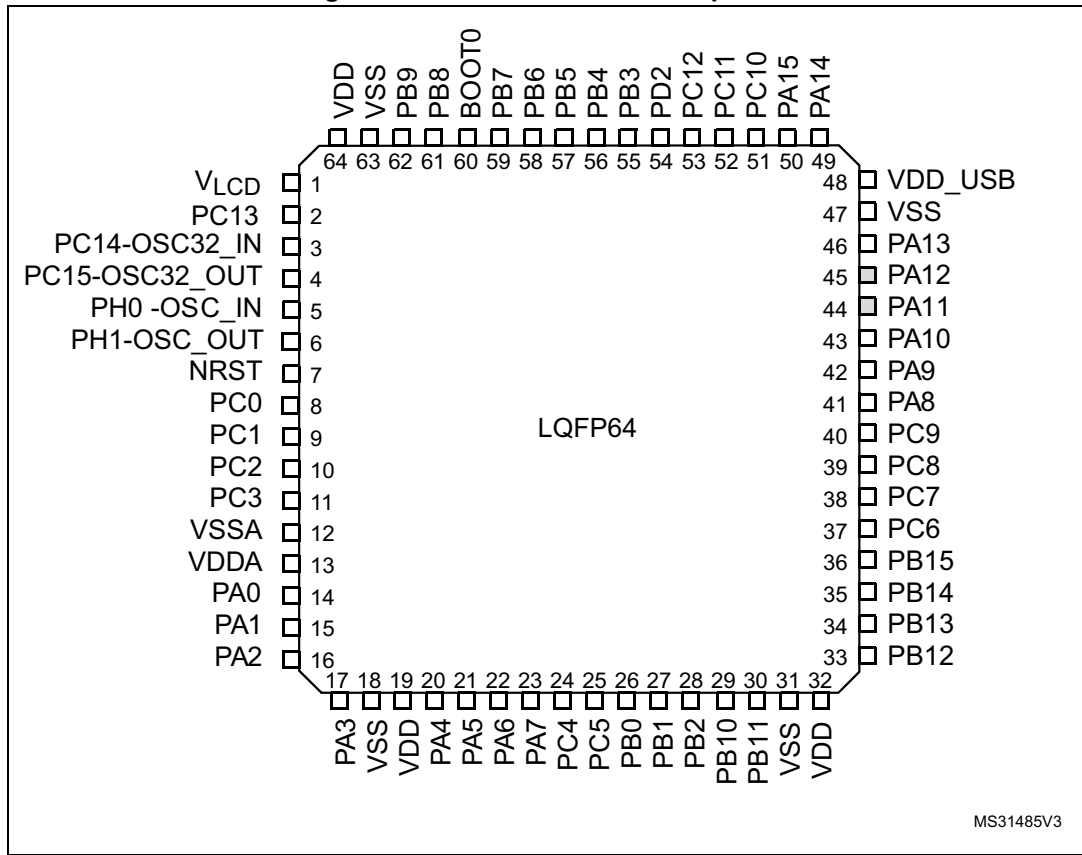 VDD
VSS
PB9
PB8
BOOT0
PB7
PB6
PB5
PB4
PB3
PD2
PC12
PC11
PC10
PA15
PA14
64 63 62 61 60 59 58 57 56 55 54 53 52 51 50 49
VLCD 1
PC13 2
PC14-OSC32_IN 3
PC15-OSC32_OUT 4
PH0 -OSC_IN 5
PH1-OSC_OUT 6
NRST 7
PC0 8
PC1 9
PC2 10
PC3 11
VSSA 12
VDDA 13
PA0 14
PA1 15
PA2 16
LQFP64
48 VDD_USB
47 VSS
46 PA13
45 PA12
44 PA11
43 PA10
42 PA9
41 PA8
40 PC9
39 PC8
38 PC7
37 PC6
36 PB15
35 PB14
34 PB13
33 PB12
17 18 19 20 21 22 23 24 25 26 27 28 29 30 31 32
PA3
VSS
VDD
PA4
PA5
PA6
PA7
PC4
PC5
PB0
PB1
PB2
PB10
PB11
VSS
VDD
MS31485V3